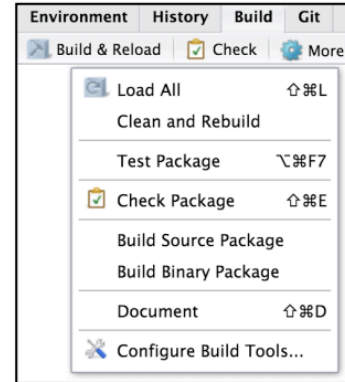 Environment History Build Git
Build & Reload Check More
Load All ⇧⌘L
Clean and Rebuild
Test Package ⌥⌘F7
Check Package ⇧⌘E
Build Source Package
Build Binary Package
Document ⇧⌘D
Configure Build Tools...